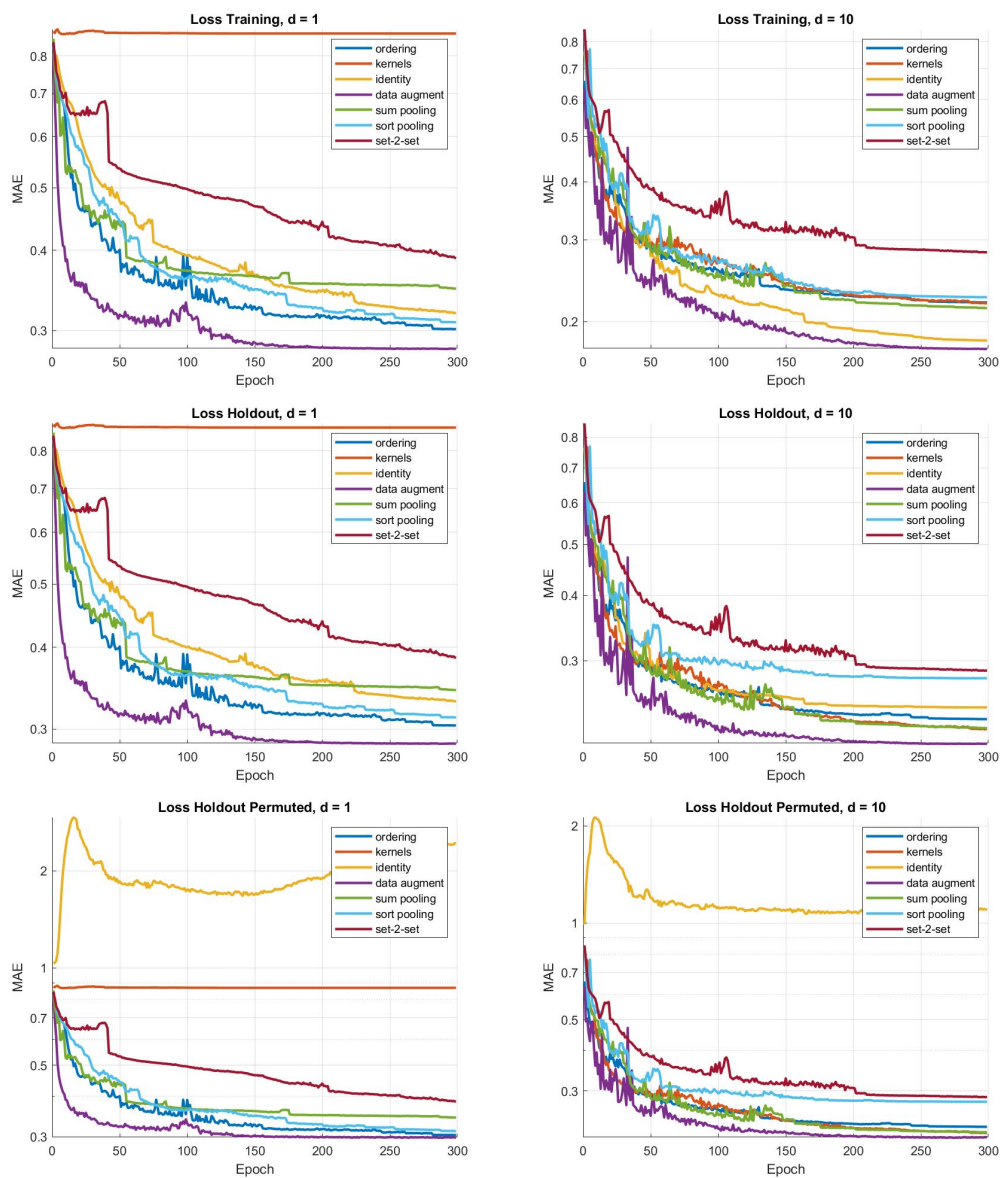 Loss Training, d = 1
MAE
0.8
0.7
0.6
0.5
0.4
0.3
ordering
kernels
identity
data augment
sum pooling
sort pooling
set-2-set
0 50 100 150 200 250 300
Epoch
Loss Training, d = 10
MAE
0.8
0.7
0.6
0.5
0.4
0.3
0.2
ordering
kernels
identity
data augment
sum pooling
sort pooling
set-2-set
0 50 100 150 200 250 300
Epoch
Loss Holdout, d = 1
MAE
0.8
0.7
0.6
0.5
0.4
0.3
ordering
kernels
identity
data augment
sum pooling
sort pooling
set-2-set
0 50 100 150 200 250 300
Epoch
Loss Holdout, d = 10
MAE
0.8
0.7
0.6
0.5
0.4
0.3
ordering
kernels
identity
data augment
sum pooling
sort pooling
set-2-set
0 50 100 150 200 250 300
Epoch
Loss Holdout Permuted, d = 1
MAE
2
1
0.7
0.5
0.3
ordering
kernels
identity
data augment
sum pooling
sort pooling
set-2-set
0 50 100 150 200 250 300
Epoch
Loss Holdout Permuted, d = 10
MAE
2
1
0.7
0.5
0.3
ordering
kernels
identity
data augment
sum pooling
sort pooling
set-2-set
0 50 100 150 200 250 300
Epoch